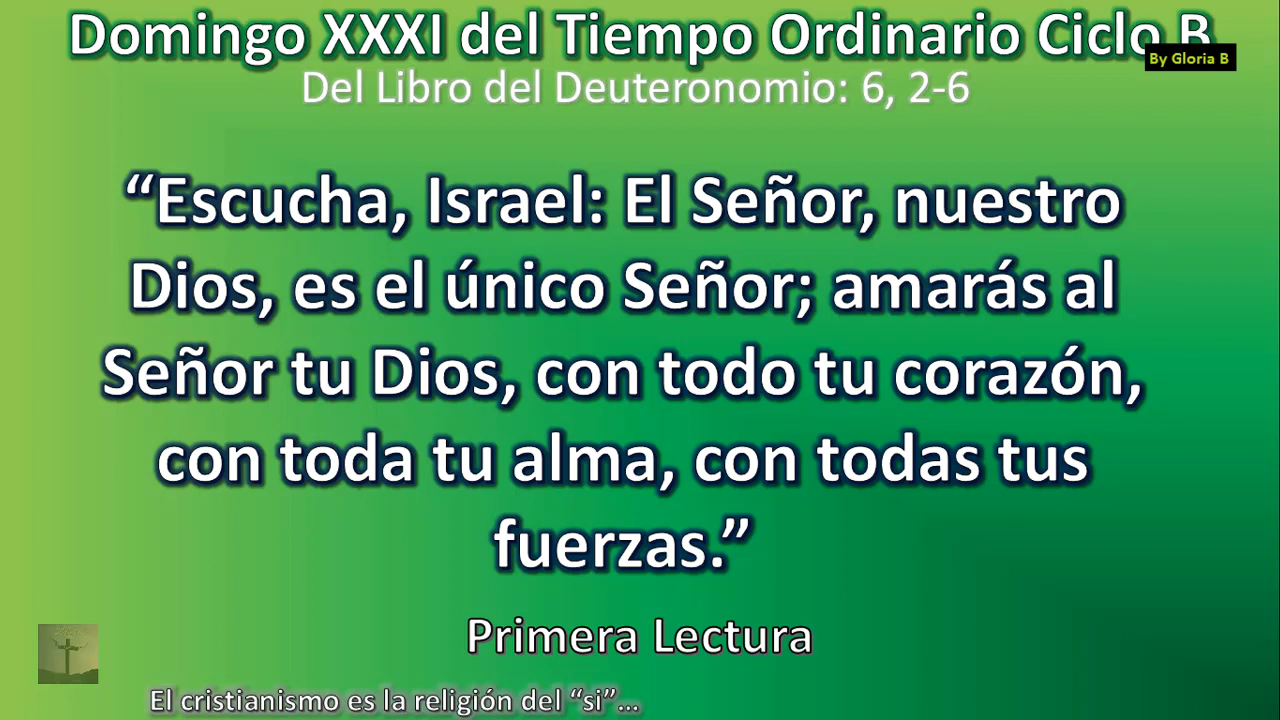 Domingo XXXI del Tiempo Ordinario Ciclo B
By Gloria B
Del Libro del Deuteronomio: 6, 2-6
“Escucha, Israel: El Señor, nuestro
Dios, es el único Señor; amarás al
Señor tu Dios, con todo tu corazón,
con toda tu alma, con todas tus
fuerzas.”
Primera Lectura
El cristianismo es la religión del “si”...